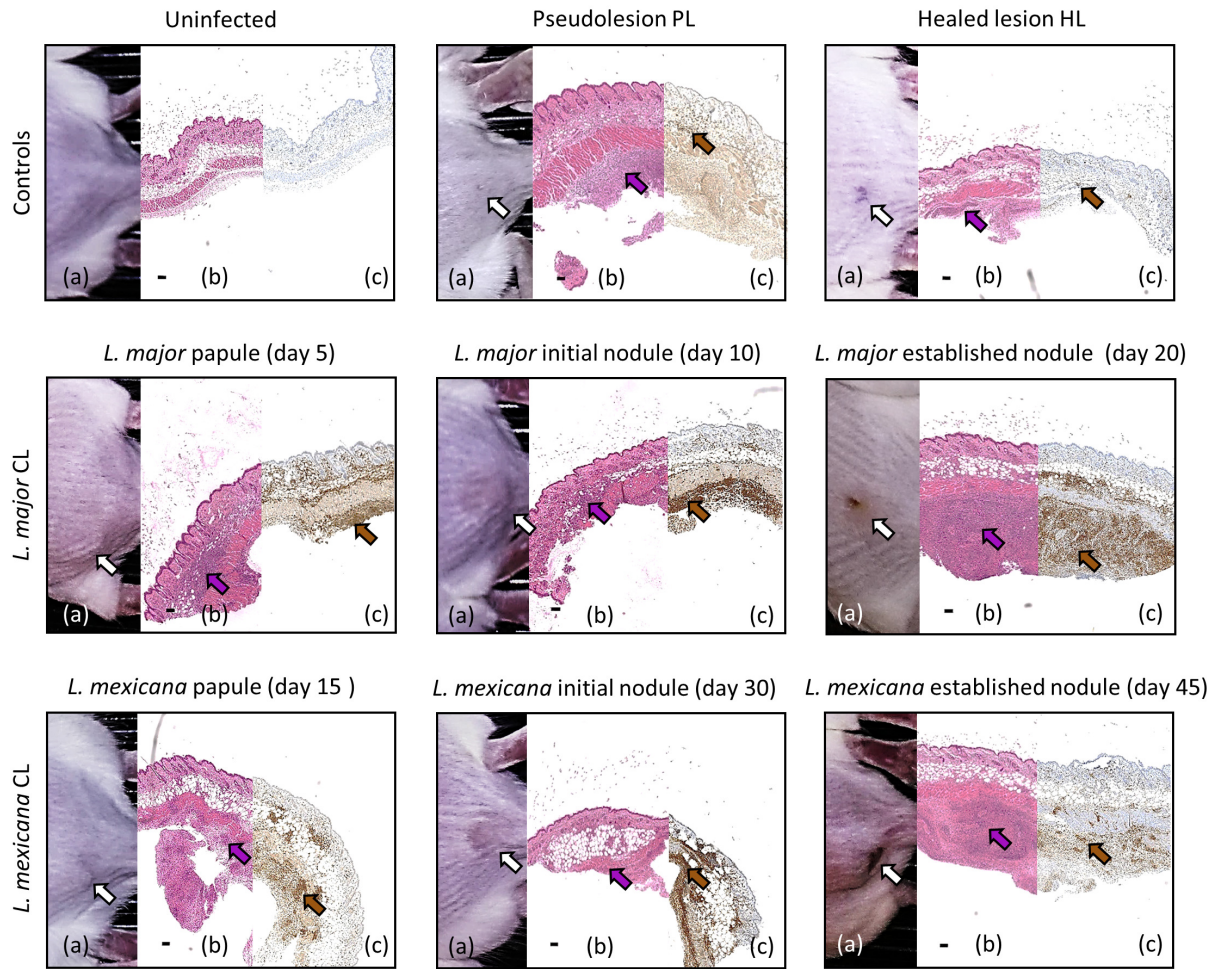 Uninfected
Pseudolesion PL
Healed lesion HL
Controls
(a)
(b)
(c)
(a)
(b)
(c)
(a)
(b)
(c)
L. major papule (day 5)
L. major initial nodule (day 10)
L. major established nodule (day 20)
L. major CL
(a)
(b)
(c)
(a)
(b)
(c)
(a)
(b)
(c)
L. mexicana papule (day 15 )
L. mexicana initial nodule (day 30)
L. mexicana established nodule (day 45)
L. mexicana CL
(a)
(b)
(c)
(a)
(b)
(c)
(a)
(b)
(c)